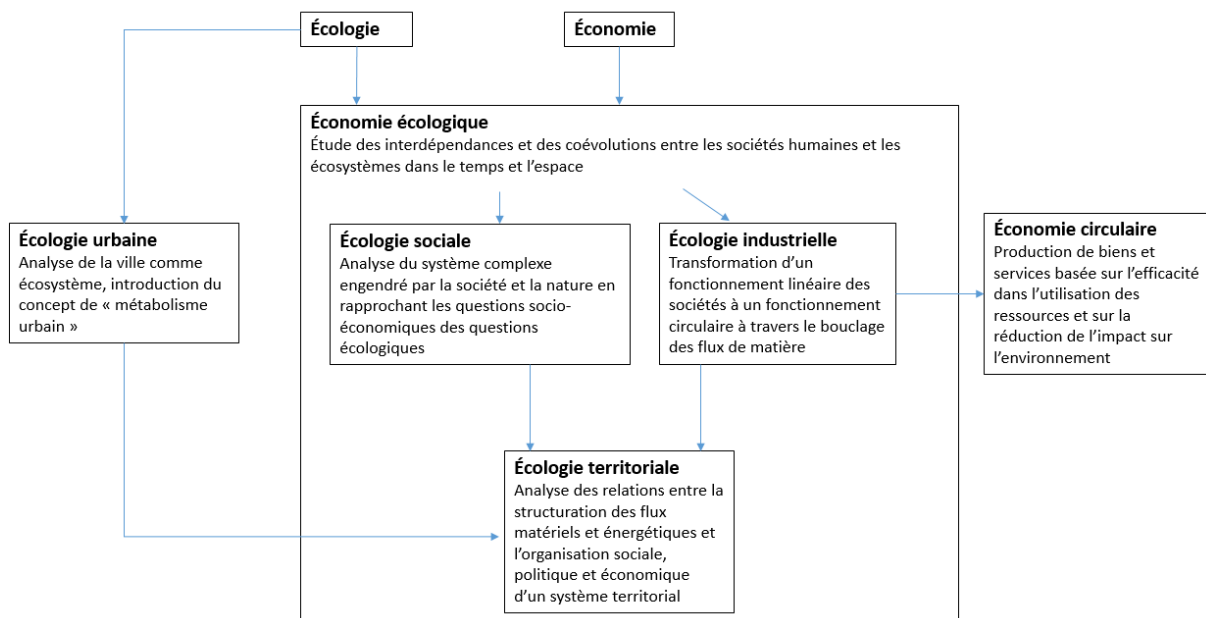 Écologie
Économie
Économie écologique
Étude des interdépendances et des coévolutions entre les sociétés humaines et les
écosystèmes dans le temps et l’espace
Écologie urbaine
Analyse de la ville comme
écosystème, introduction du
concept de « métabolisme
urbain »
Écologie sociale
Analyse du système complexe
engendré par la société et la nature en
rapprochant les questions socio-
économiques des questions
écologiques
Écologie industrielle
Transformation d’un
fonctionnement linéaire des
sociétés à un fonctionnement
circulaire à travers le bouclage
des flux de matière
Économie circulaire
Production de biens et
services basée sur l’efficacité
dans l’utilisation des
ressources et sur la
réduction de l’impact sur
l’environnement
Écologie territoriale
Analyse des relations entre la
structuration des flux
matériels et énergétiques et
l’organisation sociale,
politique et économique
d’un système territorial